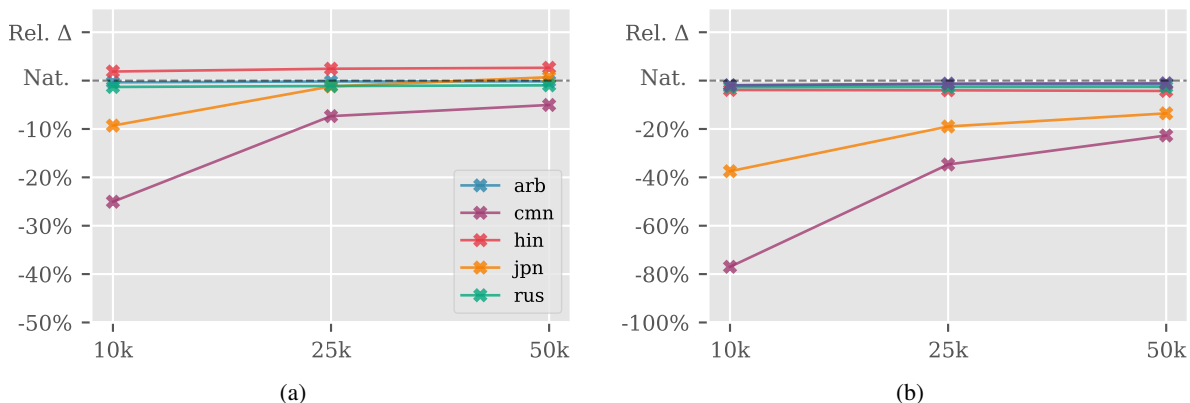 Rel. Δ
Nat.
-10%
-20%
-30%
-40%
-50%
10k
25k
50k
arb
cmn
hin
jpn
rus
(a)
Rel. Δ
Nat.
-20%
-40%
-60%
-80%
-100%
10k
25k
50k
(b)